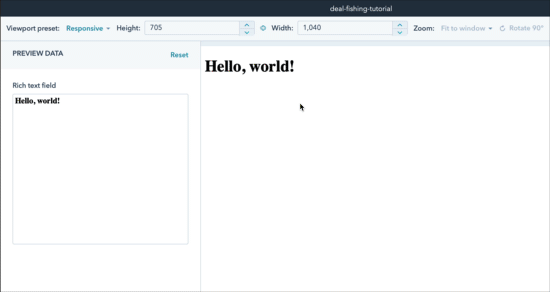 deal-fishing-tutorial
Viewport preset: Responsive Height: 705 Width: 1,040 Zoom: Fit to window Rotate 90°
PREVIEW DATA
Reset
Hello, world!
Rich text field
Hello, world!